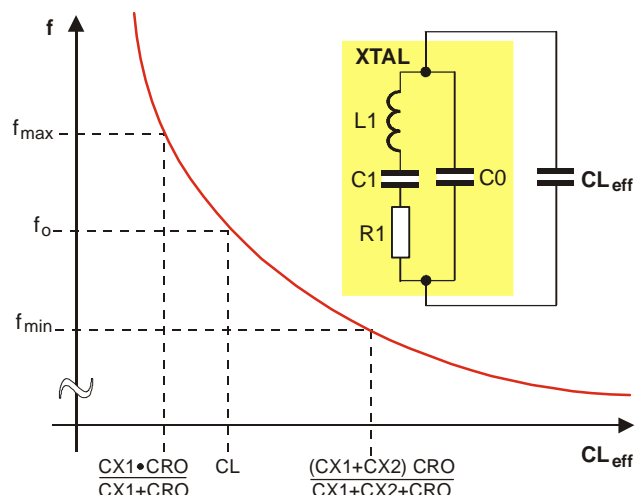 f
XTAL
L1
fmax
C1
C0
CLeff
R1
fo
fmin
CX1•CRO
CX1+CRO
CL
(CX1+CX2) CRO
CX1+CX2+CRO
CLeff